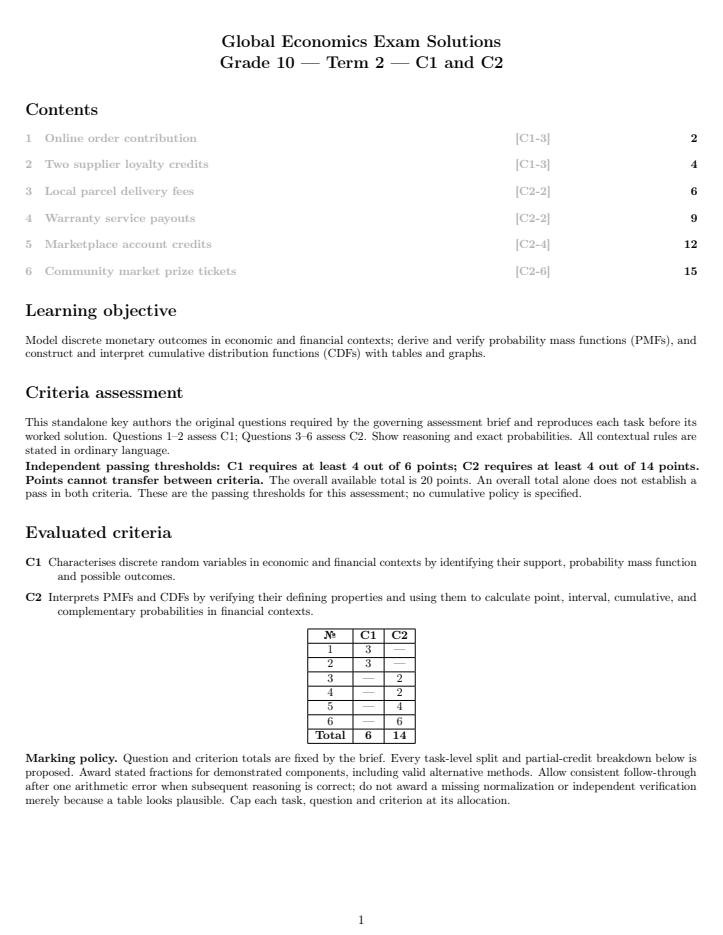 Global Economics Exam Solutions
Grade 10 — Term 2 — C1 and C2
Contents
1 Online order contribution [C1-3] 2
2 Two supplier loyalty credits [C1-3] 4
3 Local parcel delivery fees [C2-2] 6
4 Warranty service payouts [C2-2] 9
5 Marketplace account credits [C2-4] 12
6 Community market prize tickets [C2-6] 15
Learning objective
Model discrete monetary outcomes in economic and financial contexts; derive and verify probability mass functions (PMFs), and
construct and interpret cumulative distribution functions (CDFs) with tables and graphs.
Criteria assessment
This standalone key authors the original questions required by the governing assessment brief and reproduces each task before its
worked solution. Questions 1–2 assess C1; Questions 3–6 assess C2. Show reasoning and exact probabilities. All contextual rules are
stated in ordinary language.
Independent passing thresholds: C1 requires at least 4 out of 6 points; C2 requires at least 4 out of 14 points.
Points cannot transfer between criteria. The overall available total is 20 points. An overall total alone does not establish a
pass in both criteria. These are the passing thresholds for this assessment; no cumulative policy is specified.
Evaluated criteria
C1 Characterises discrete random variables in economic and financial contexts by identifying their support, probability mass function
and possible outcomes.
C2 Interprets PMFs and CDFs by verifying their defining properties and using them to calculate point, interval, cumulative, and
complementary probabilities in financial contexts.
№ C1 C2
1 3 —
2 3 —
3 — 2
4 — 2
5 — 4
6 — 6
Total 6 14
Marking policy. Question and criterion totals are fixed by the brief. Every task-level split and partial-credit breakdown below is
proposed. Award stated fractions for demonstrated components, including valid alternative methods. Allow consistent follow-through
after one arithmetic error when subsequent reasoning is correct; do not award a missing normalization or independent verification
merely because a table looks plausible. Cap each task, question and criterion at its allocation.
1